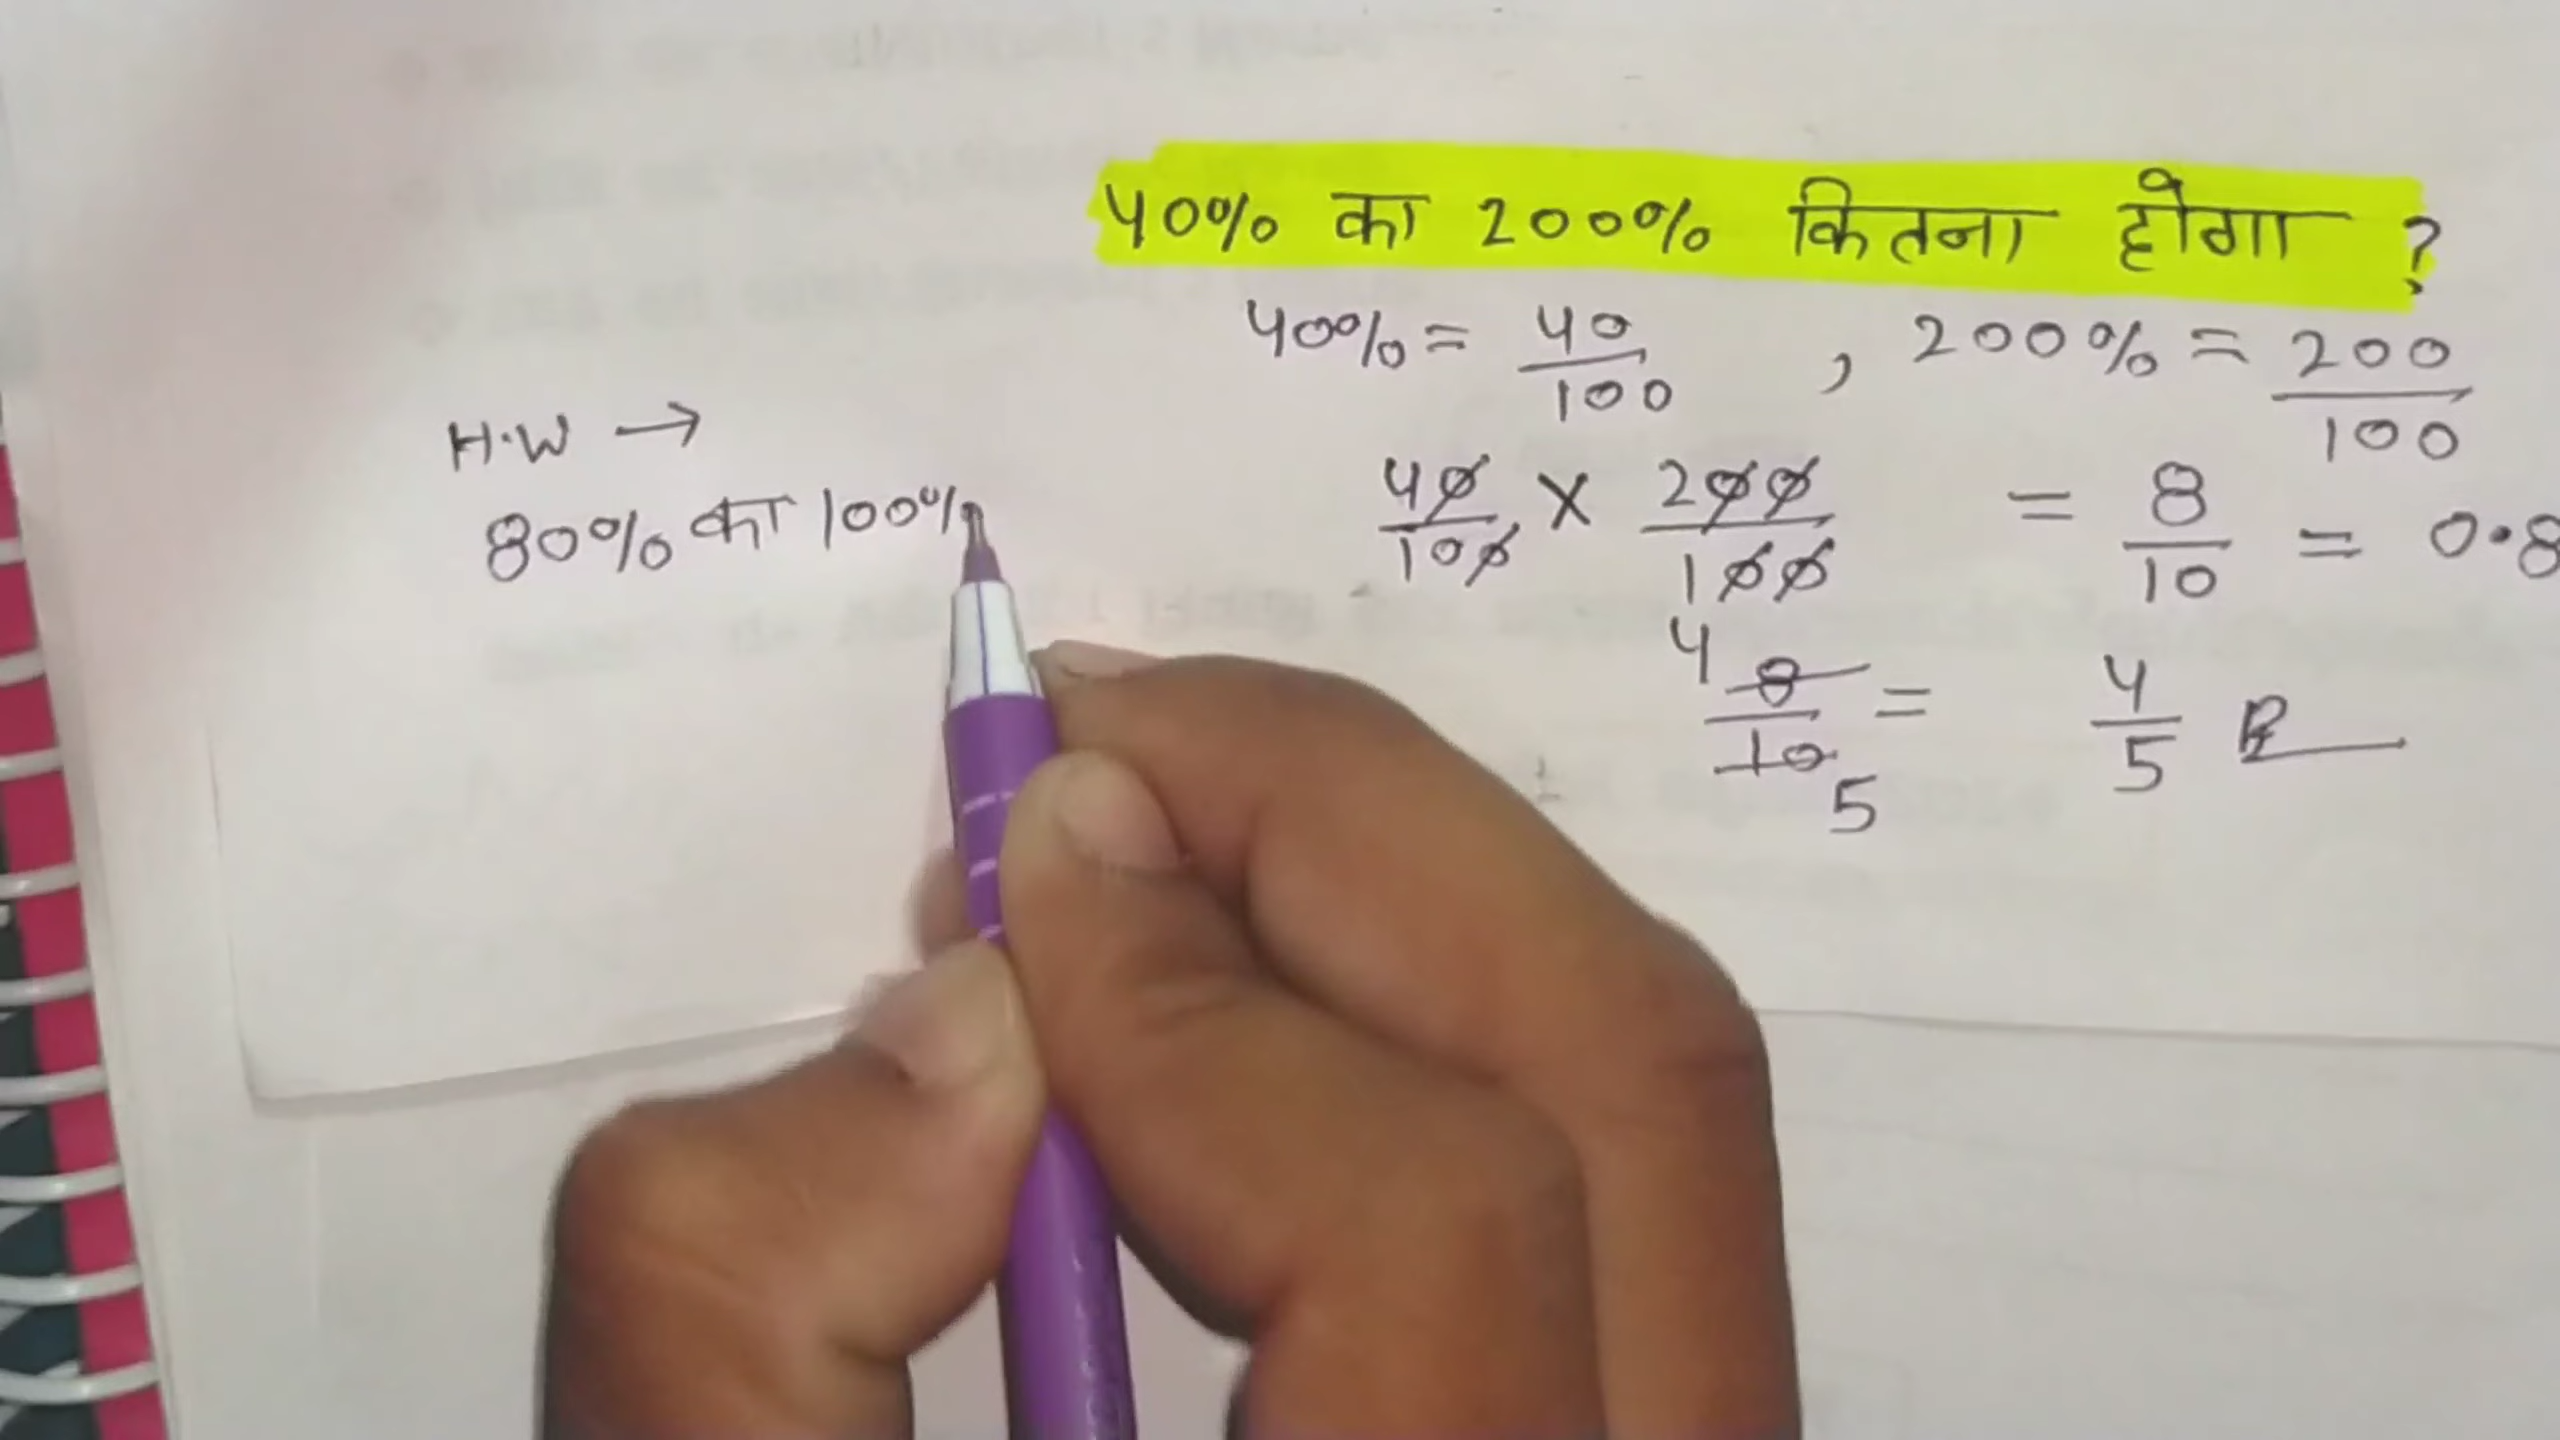 40% का 200% कितना होगा ?
40% = 40/100 , 200% = 200/100
40/100 X 200/100 = 8/10 = 0.8
4 8/10 5 = 4/5
H.W →
80% का 100%